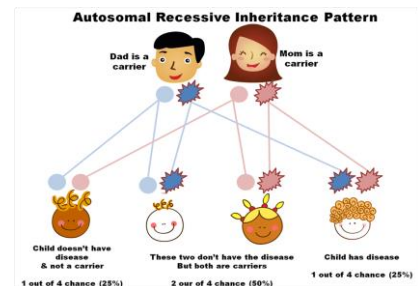 Autosomal Recessive Inheritance Pattern
Dad is a
carrier
Mom is a
carrier
Child doesn't have
disease
& not a carrier
1 out of 4 chance (25%)
These two don't have the disease
But both are carriers
2 our of 4 chance (50%)
Child has disease
1 out of 4 chance (25%)